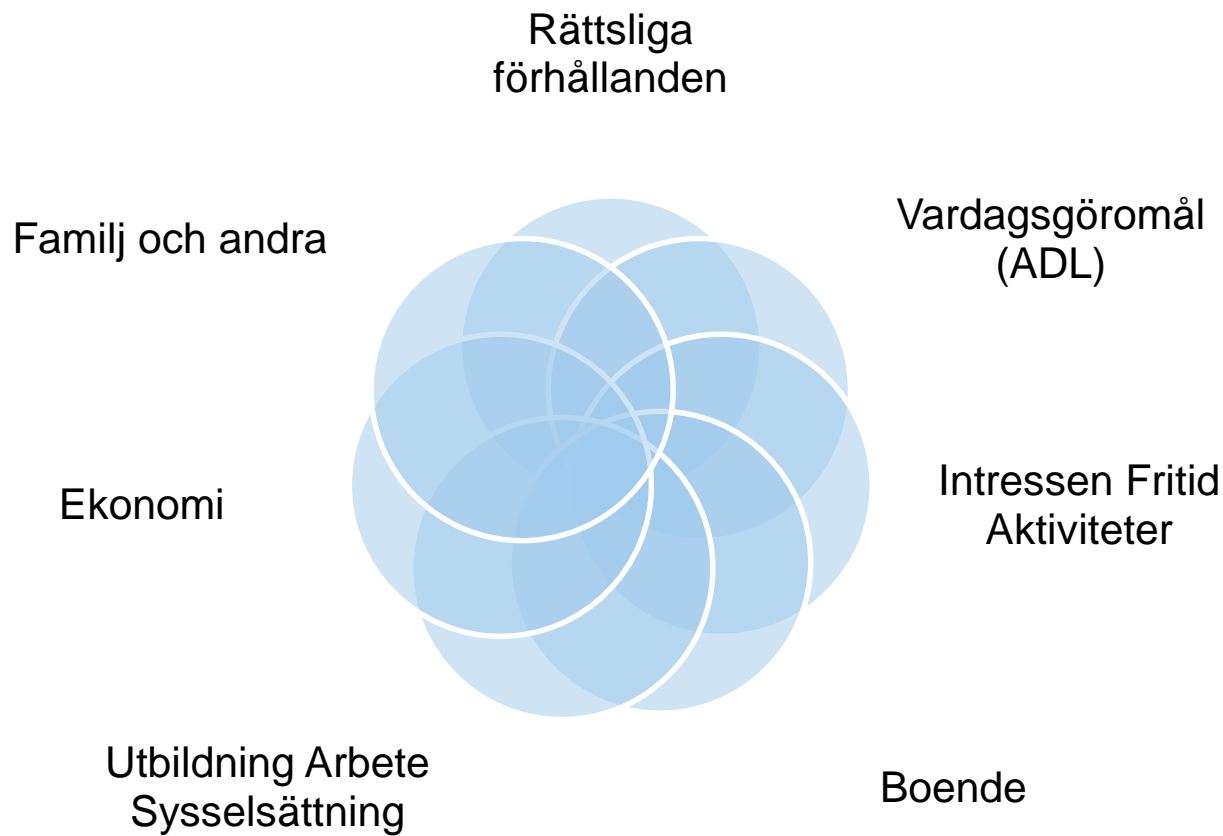 Rättsliga
förhållanden
Familj och andra
Vardagsgöromål
(ADL)
Ekonomi
Intressen Fritid
Aktiviteter
Utbildning Arbete
Sysselsättning
Boende